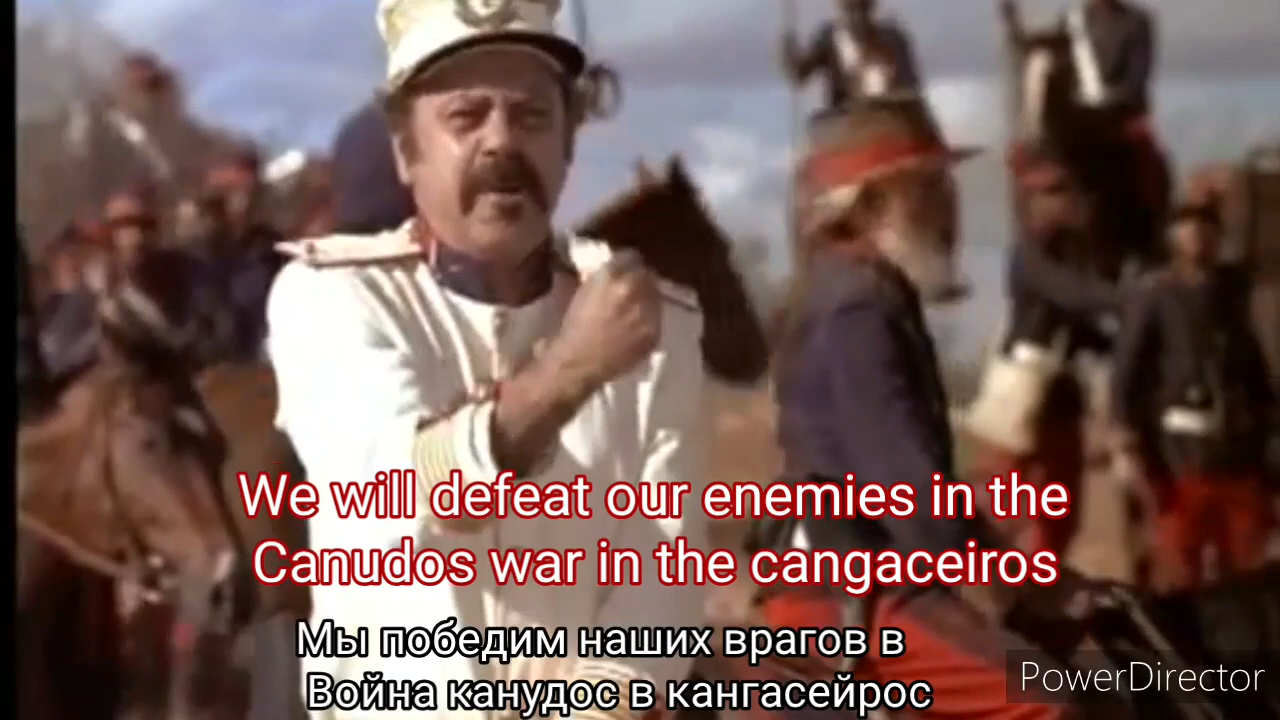 We will defeat our enemies in the
Canudos war in the cangaceiros
Мы победим наших врагов в
Война канудос в кангасейрос
PowerDirector